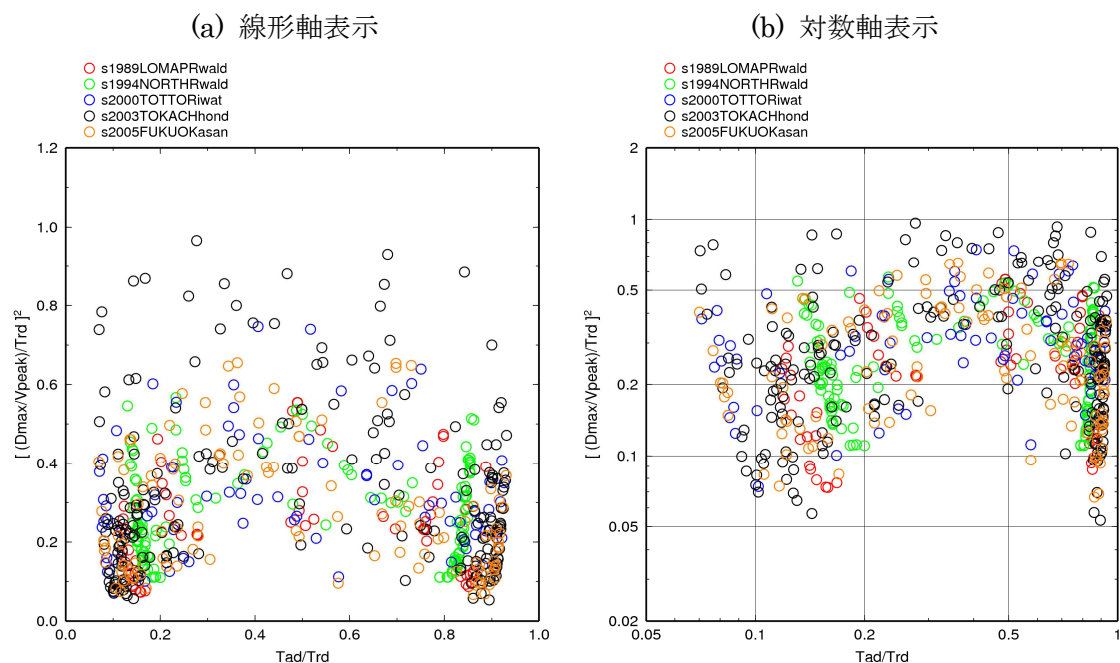 (a) 線形軸表示
s1989LOMAPRwald
s1994NORTHRwald
s2000TOTTORiwat
s2003TOKACHhond
s2005FUKUOKasan
1.2
1.0
0.8
0.6
0.4
0.2
0.0
[ (Dmax/Vpeak)/Trd ]²
0.0 0.2 0.4 0.6 0.8 1.0
Tad/Trd
(b) 対数軸表示
s1989LOMAPRwald
s1994NORTHRwald
s2000TOTTORiwat
s2003TOKACHhond
s2005FUKUOKasan
2
1
0.5
0.2
0.1
0.05
0.02
[ (Dmax/Vpeak)/Trd ]²
0.05 0.1 0.2 0.5 1
Tad/Trd